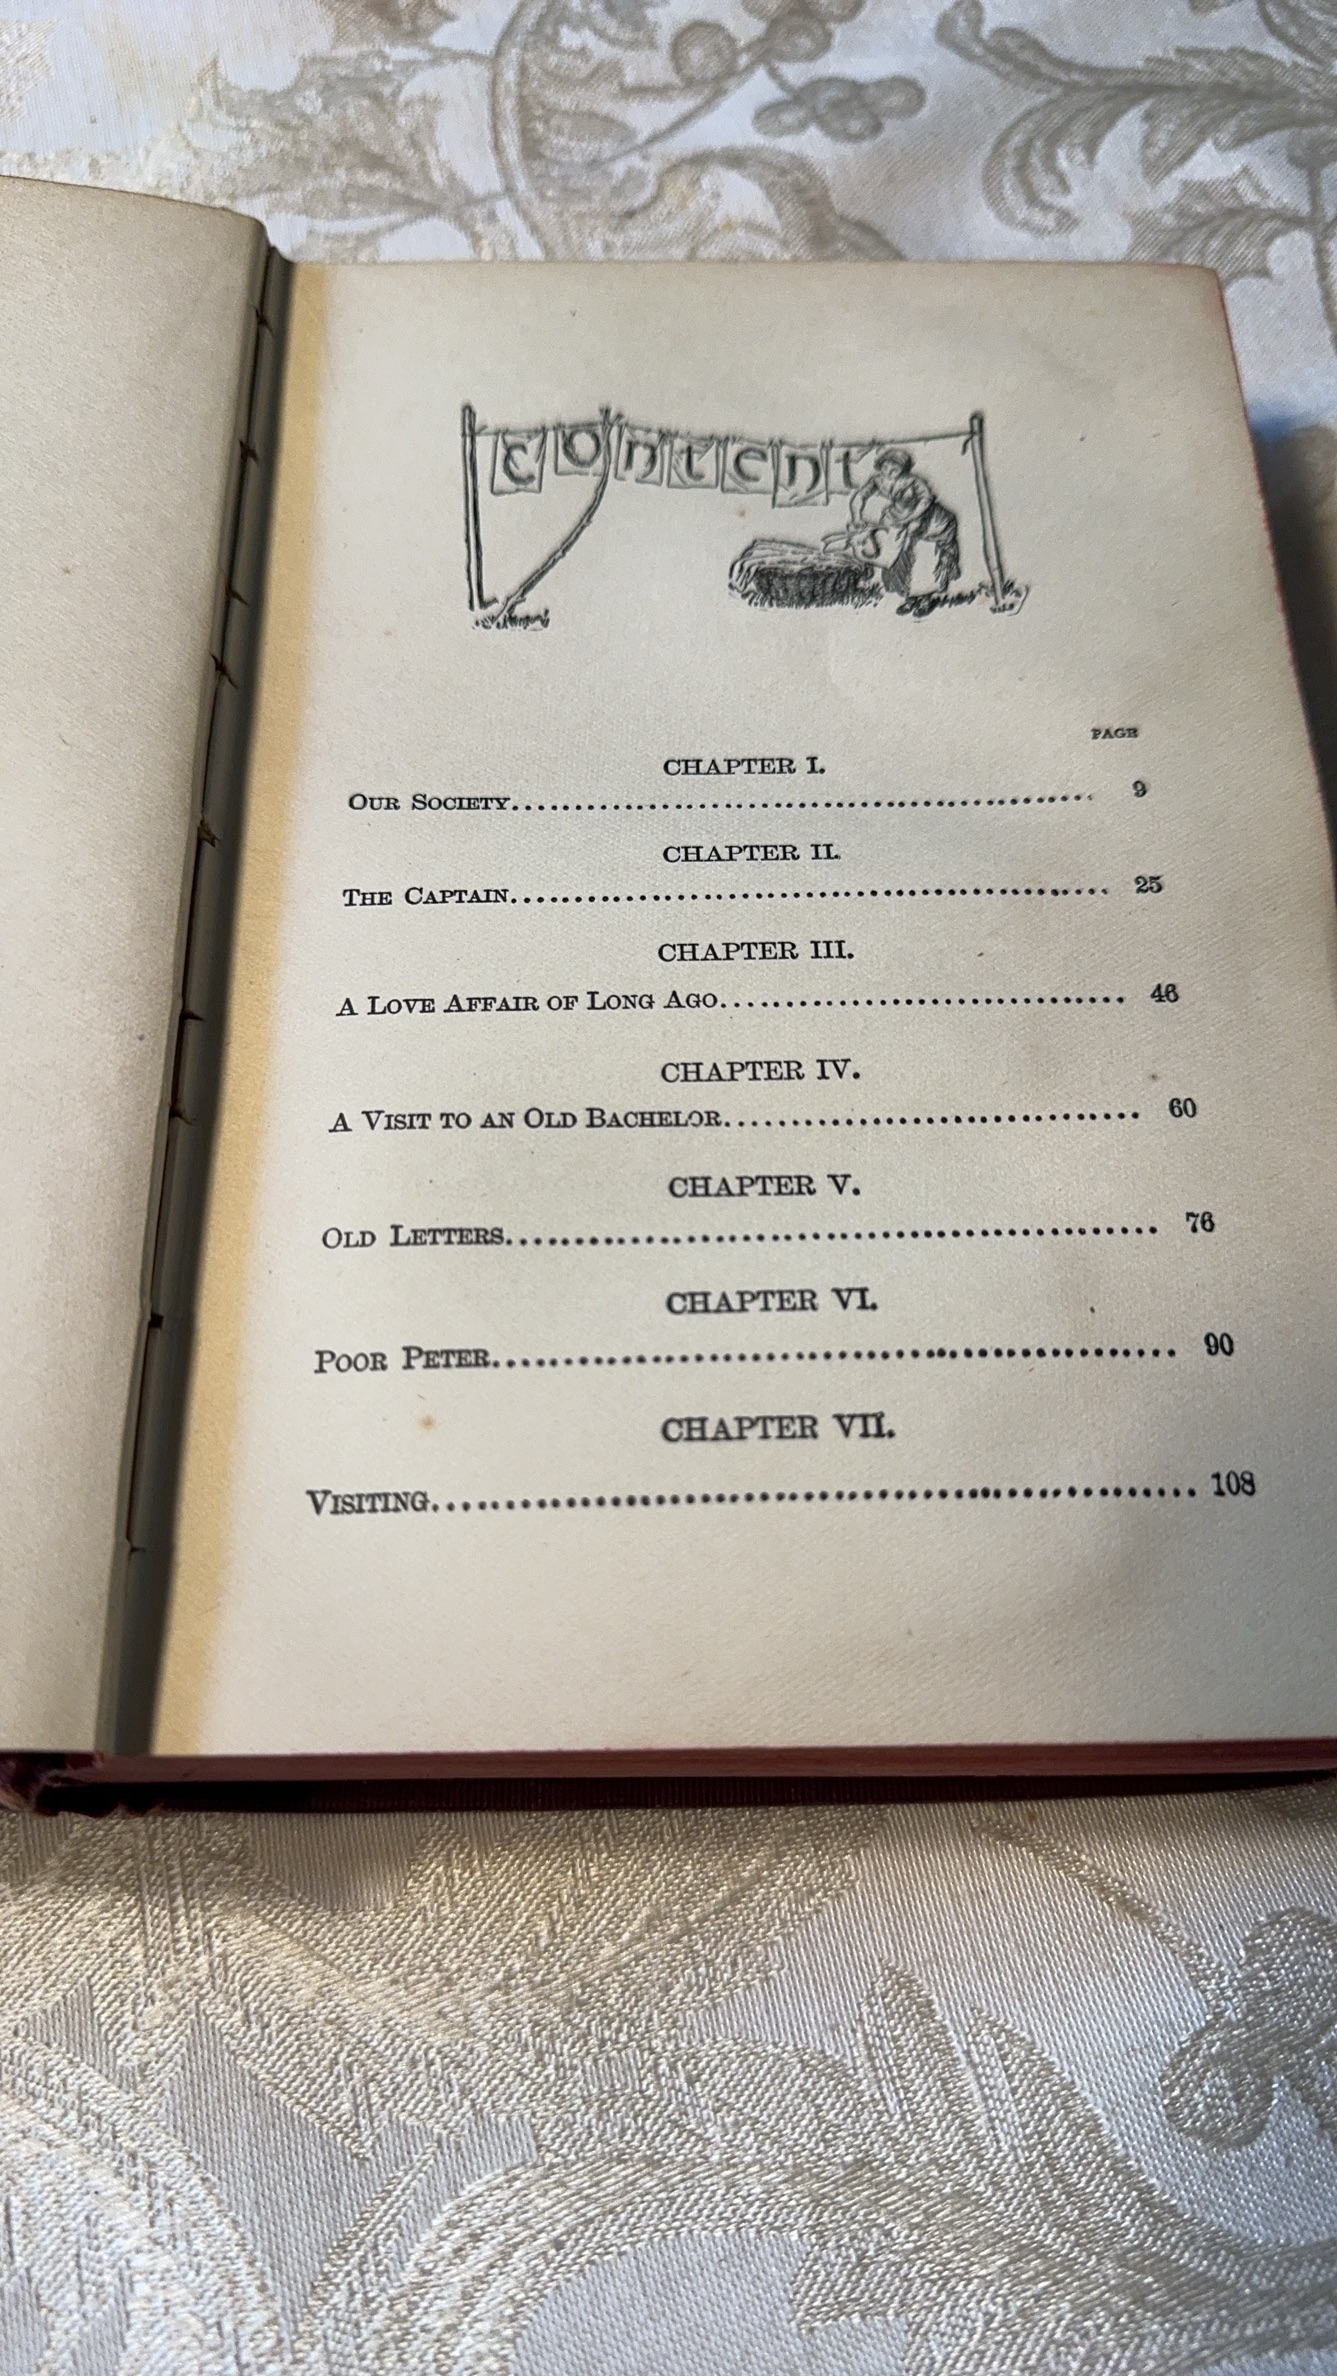 CONTENTS
PAGE
CHAPTER I.
OUR SOCIETY.................................................. 9
CHAPTER II.
THE CAPTAIN.................................................. 25
CHAPTER III.
A LOVE AFFAIR OF LONG AGO................................. 46
CHAPTER IV.
A VISIT TO AN OLD BACHELOR................................. 60
CHAPTER V.
OLD LETTERS.................................................. 76
CHAPTER VI.
POOR PETER.................................................. 90
CHAPTER VII.
VISITING.................................................. 108